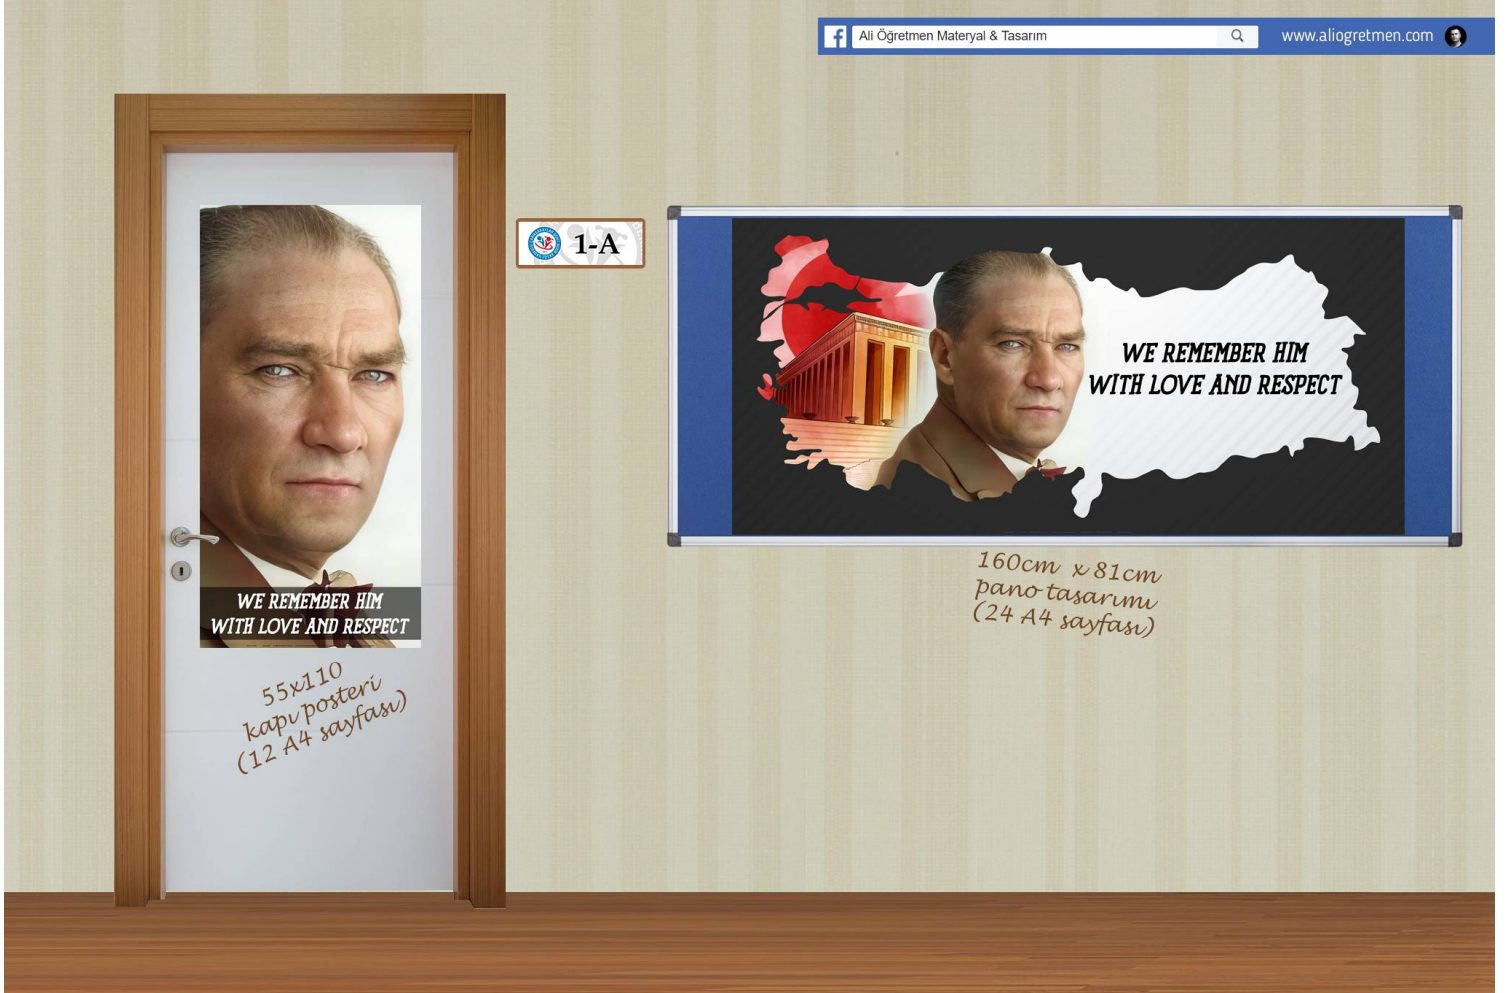 Ali Öğretmen Materyal & Tasarım
www.aliogretmen.com
1-A
WE REMEMBER HIM
WITH LOVE AND RESPECT
WE REMEMBER HIM
WITH LOVE AND RESPECT
55x110
kapı posteri
(12 A4 sayfası)
160cm x 81cm
pano tasarımı
(24 A4 sayfası)